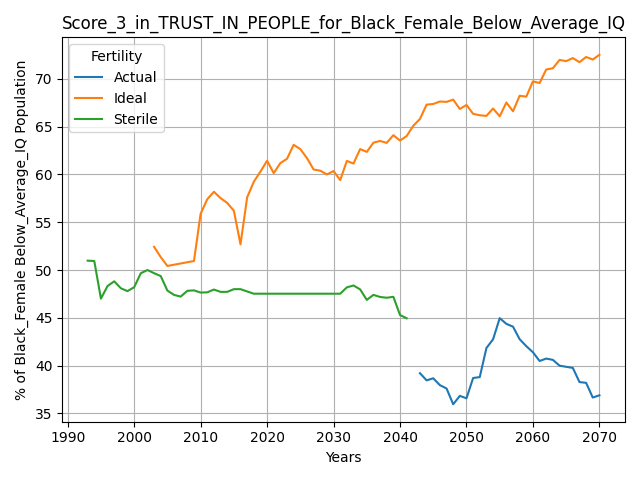 Score_3_in_TRUST_IN_PEOPLE_for_Black_Female_Below_Average_IQ
% of Black_Female Below_Average_IQ Population
Fertility
Actual
Ideal
Sterile
70
65
60
55
50
45
40
35
1990 2000 2010 2020 2030 2040 2050 2060 2070
Years